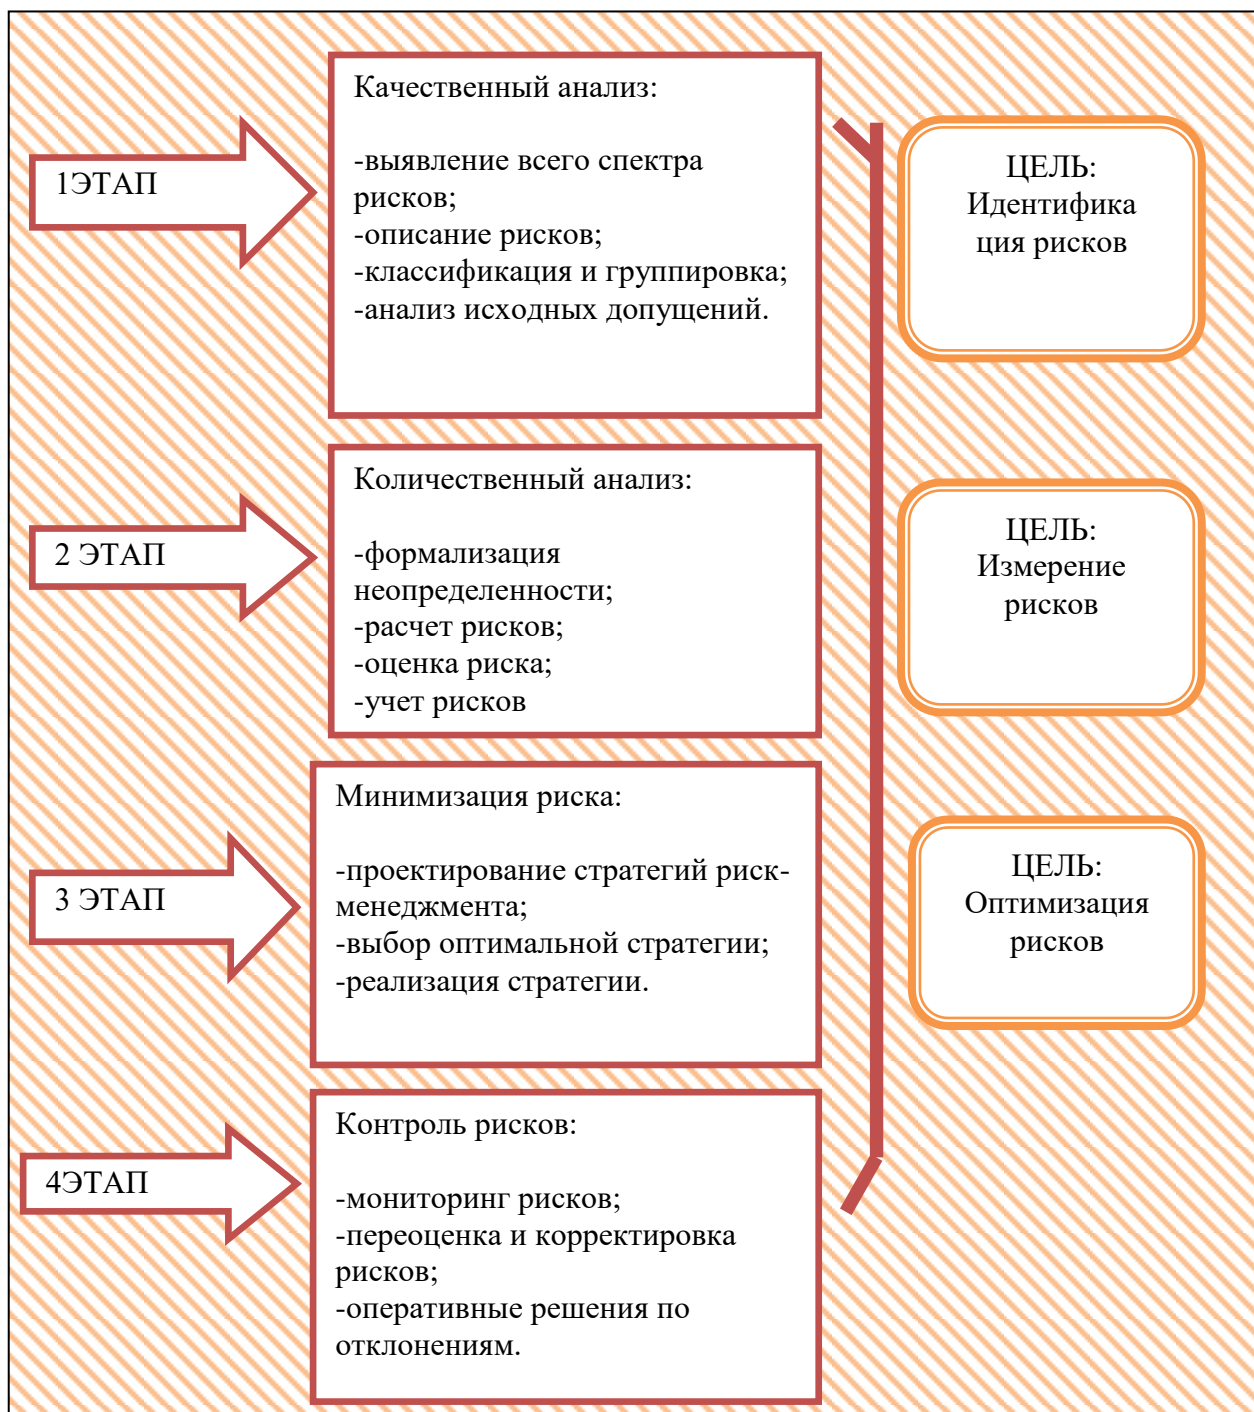 1ЭТАП
Качественный анализ:
-выявление всего спектра
рисков;
-описание рисков;
-классификация и группировка;
-анализ исходных допущений.
ЦЕЛЬ:
Идентифика
ция рисков
2 ЭТАП
Количественный анализ:
-формализация
неопределенности;
-расчет рисков;
-оценка риска;
-учет рисков
ЦЕЛЬ:
Измерение
рисков
3 ЭТАП
Минимизация риска:
-проектирование стратегий риск-
менеджмента;
-выбор оптимальной стратегии;
-реализация стратегии.
ЦЕЛЬ:
Оптимизация
рисков
4ЭТАП
Контроль рисков:
-мониторинг рисков;
-переоценка и корректировка
рисков;
-оперативные решения по
отклонениям.